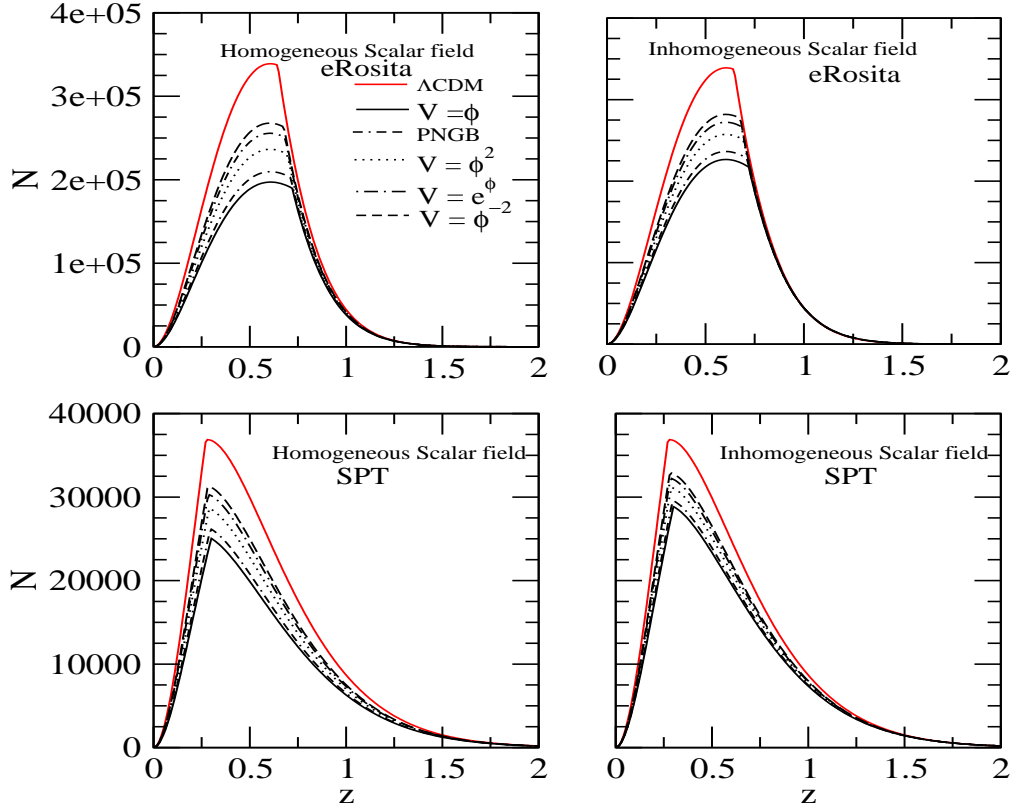 4e+05
3e+05
2e+05
1e+05
0
N
Homogeneous Scalar field
eRosita
ΛCDM
V =ϕ
PNGB
V = ϕ²
V = e^ϕ
V = ϕ⁻²
0 0.5 1 1.5 2
Inhomogeneous Scalar field
eRosita
0 0.5 1 1.5 2
40000
30000
20000
10000
0
N
Homogeneous Scalar field
SPT
0 0.5 1 1.5 2
z
Inhomogeneous Scalar field
SPT
0 0.5 1 1.5 2
z